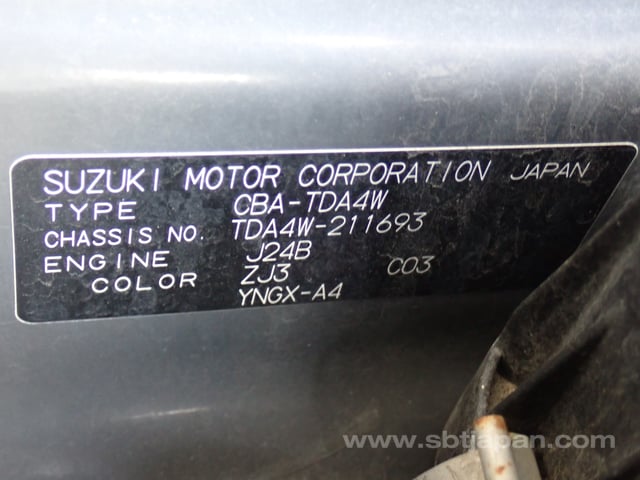 SUZUKI MOTOR CORPORATION JAPAN
TYPE CBA-TDA4W
CHASSIS NO. TDA4W-211693
ENGINE J24B
COLOR ZJ3 C03
YNGX-A4
www.sbtjapan.com